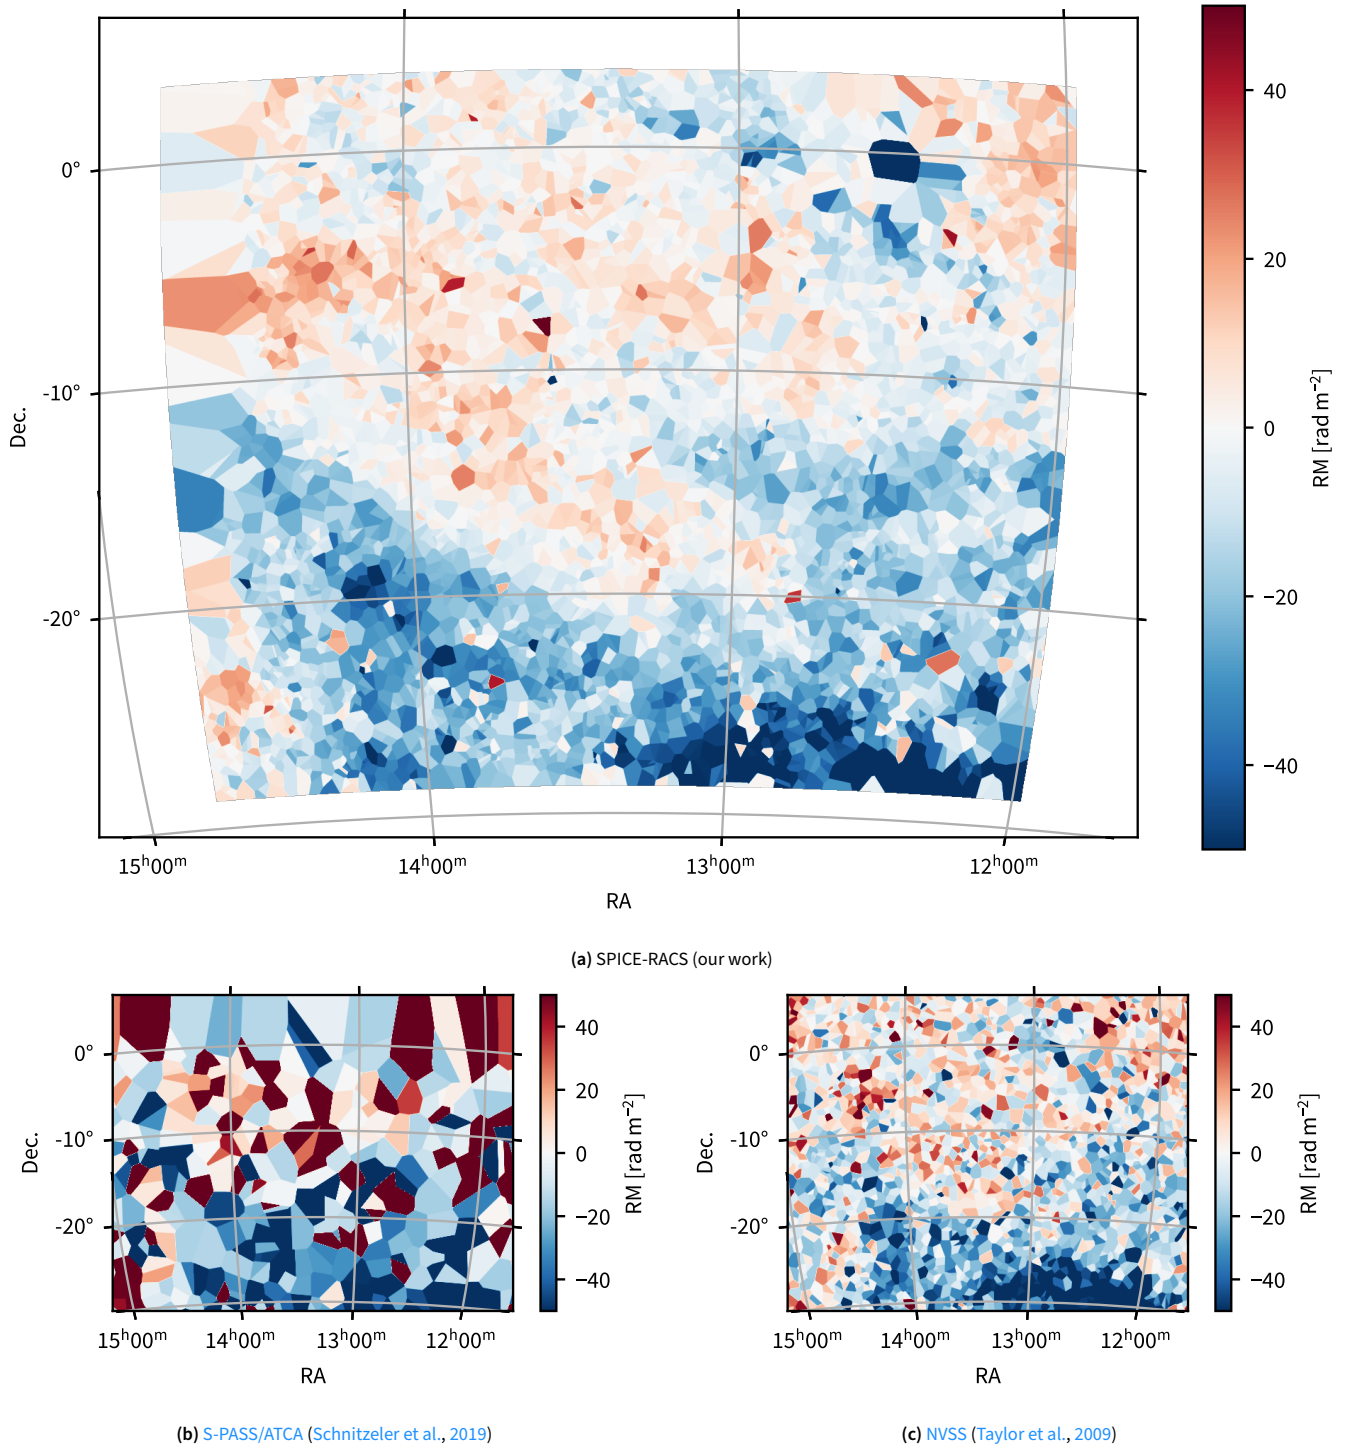 0°
-10°
-20°
Dec.
15ʰ00ᵐ 14ʰ00ᵐ 13ʰ00ᵐ 12ʰ00ᵐ
RA
40
20
0
−20
−40
RM [rad m⁻²]
(a) SPICE-RACS (our work)
0°
-10°
-20°
Dec.
15ʰ00ᵐ 14ʰ00ᵐ 13ʰ00ᵐ 12ʰ00ᵐ
RA
40
20
0
−20
−40
RM [rad m⁻²]
(b) S-PASS/ATCA (Schnitzeler et al., 2019)
0°
-10°
-20°
Dec.
15ʰ00ᵐ 14ʰ00ᵐ 13ʰ00ᵐ 12ʰ00ᵐ
RA
40
20
0
−20
−40
RM [rad m⁻²]
(c) NVSS (Taylor et al., 2009)